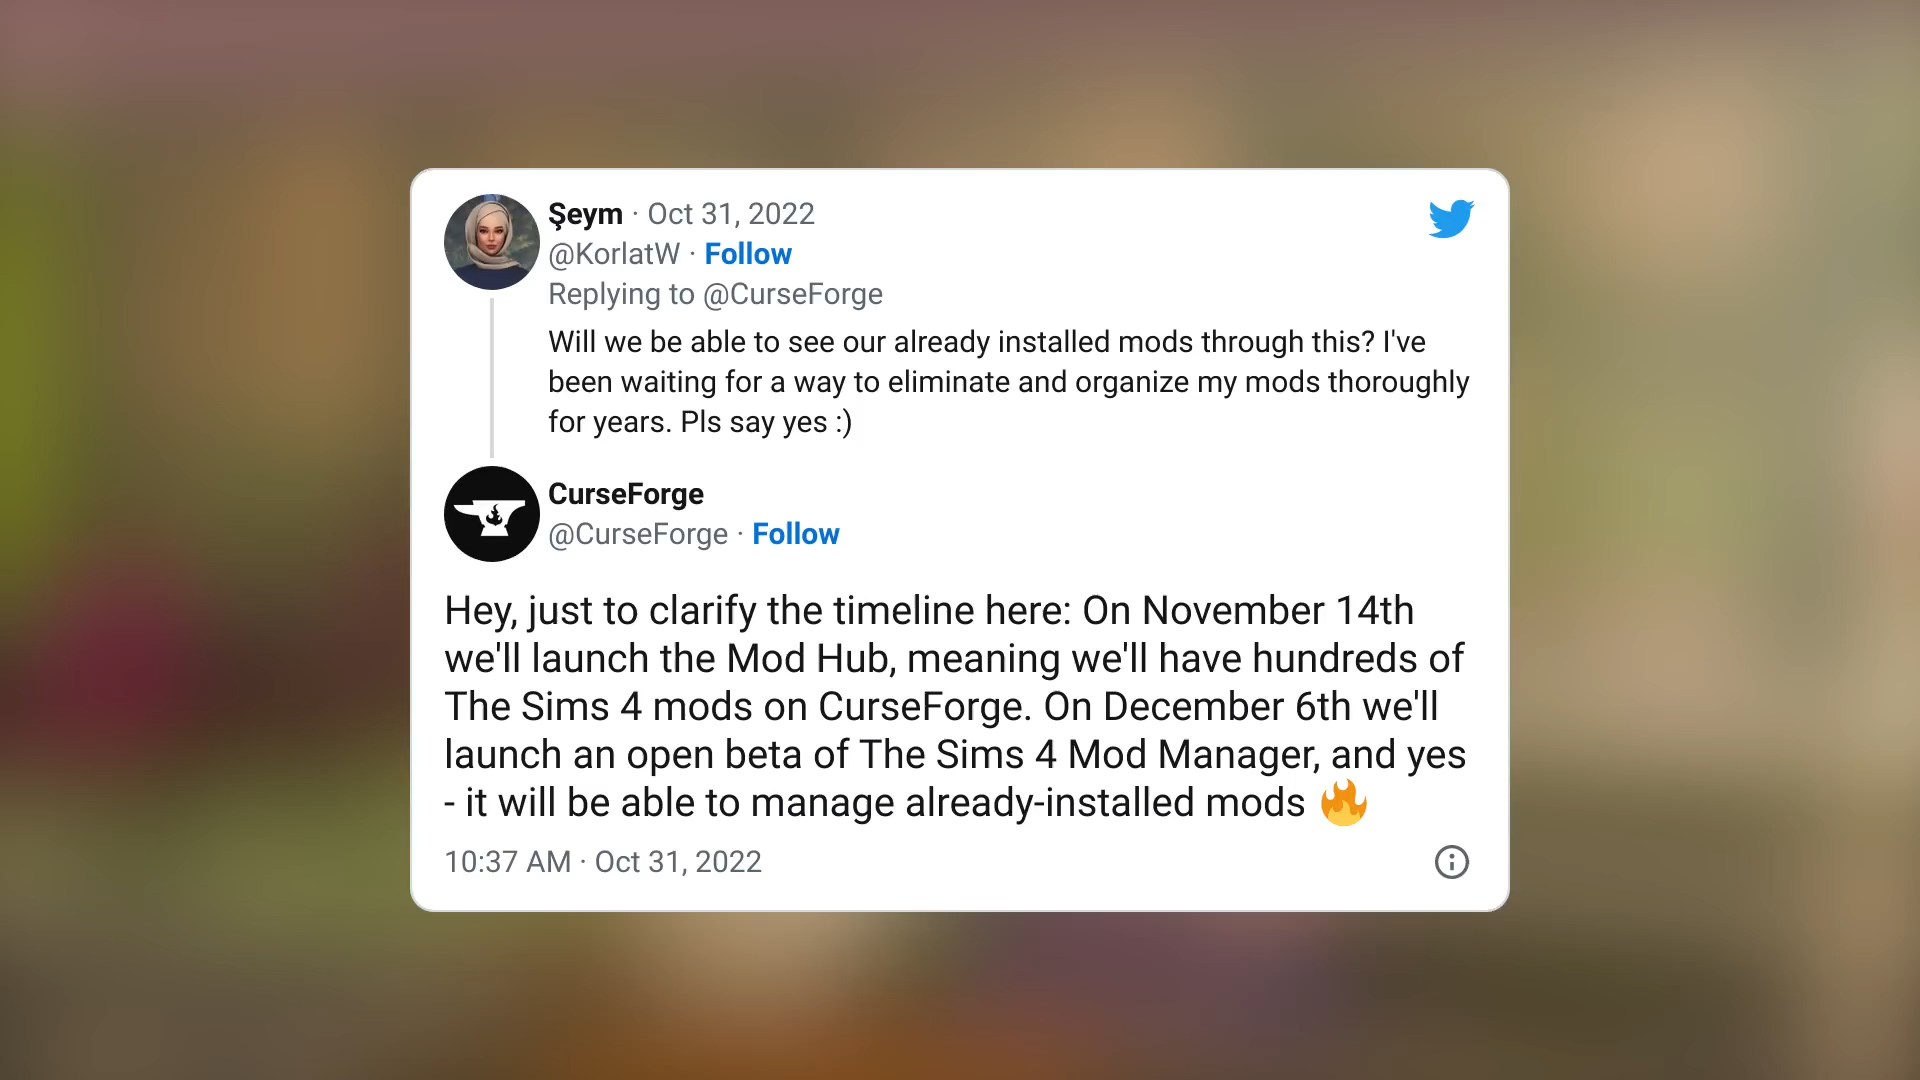 Şeym · Oct 31, 2022
@KorlatW · Follow
Replying to @CurseForge
Will we be able to see our already installed mods through this? I've
been waiting for a way to eliminate and organize my mods thoroughly
for years. Pls say yes :)
CurseForge
@CurseForge · Follow
Hey, just to clarify the timeline here: On November 14th
we'll launch the Mod Hub, meaning we'll have hundreds of
The Sims 4 mods on CurseForge. On December 6th we'll
launch an open beta of The Sims 4 Mod Manager, and yes
- it will be able to manage already-installed mods 🔥
10:37 AM · Oct 31, 2022